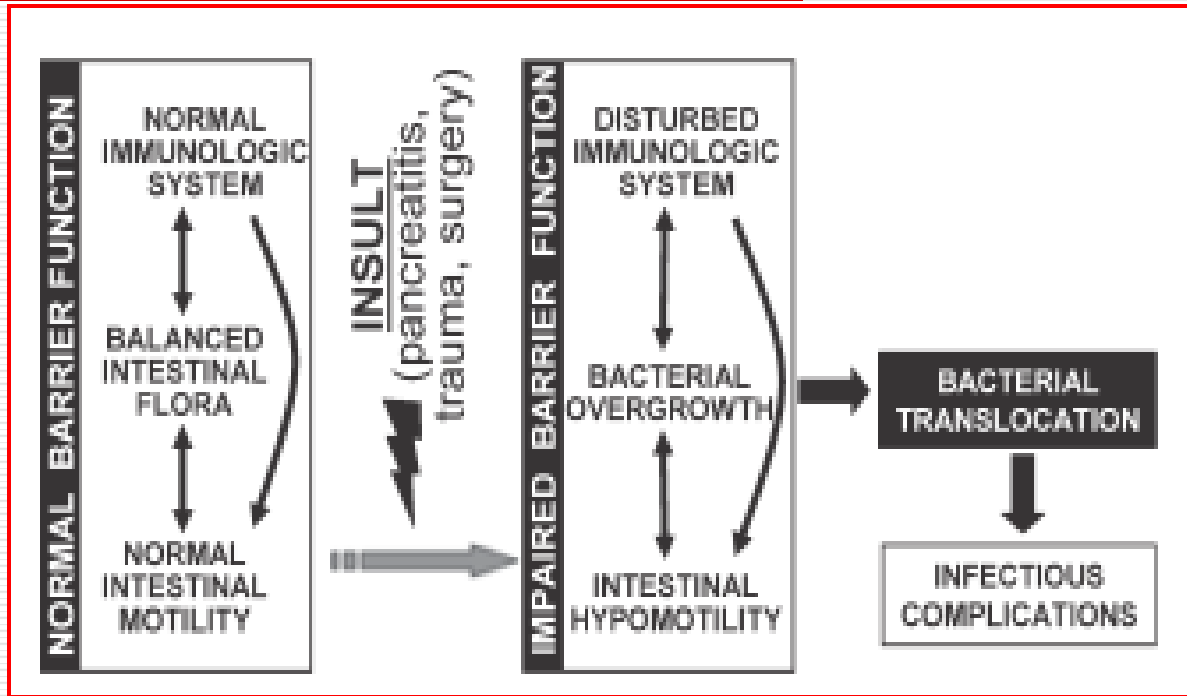 NORMAL BARRIER FUNCTION
NORMAL
IMMUNOLOGIC
SYSTEM
BALANCED
INTESTINAL
FLORA
NORMAL
INTESTINAL
MOTILITY
INSULT
(pancreatitis,
trauma, surgery)
IMPAIRED BARRIER FUNCTION
DISTURBED
IMMUNOLOGIC
SYSTEM
BACTERIAL
OVERGROWTH
INTESTINAL
HYPOMOTILITY
BACTERIAL
TRANSLOCATION
INFECTIOUS
COMPLICATIONS